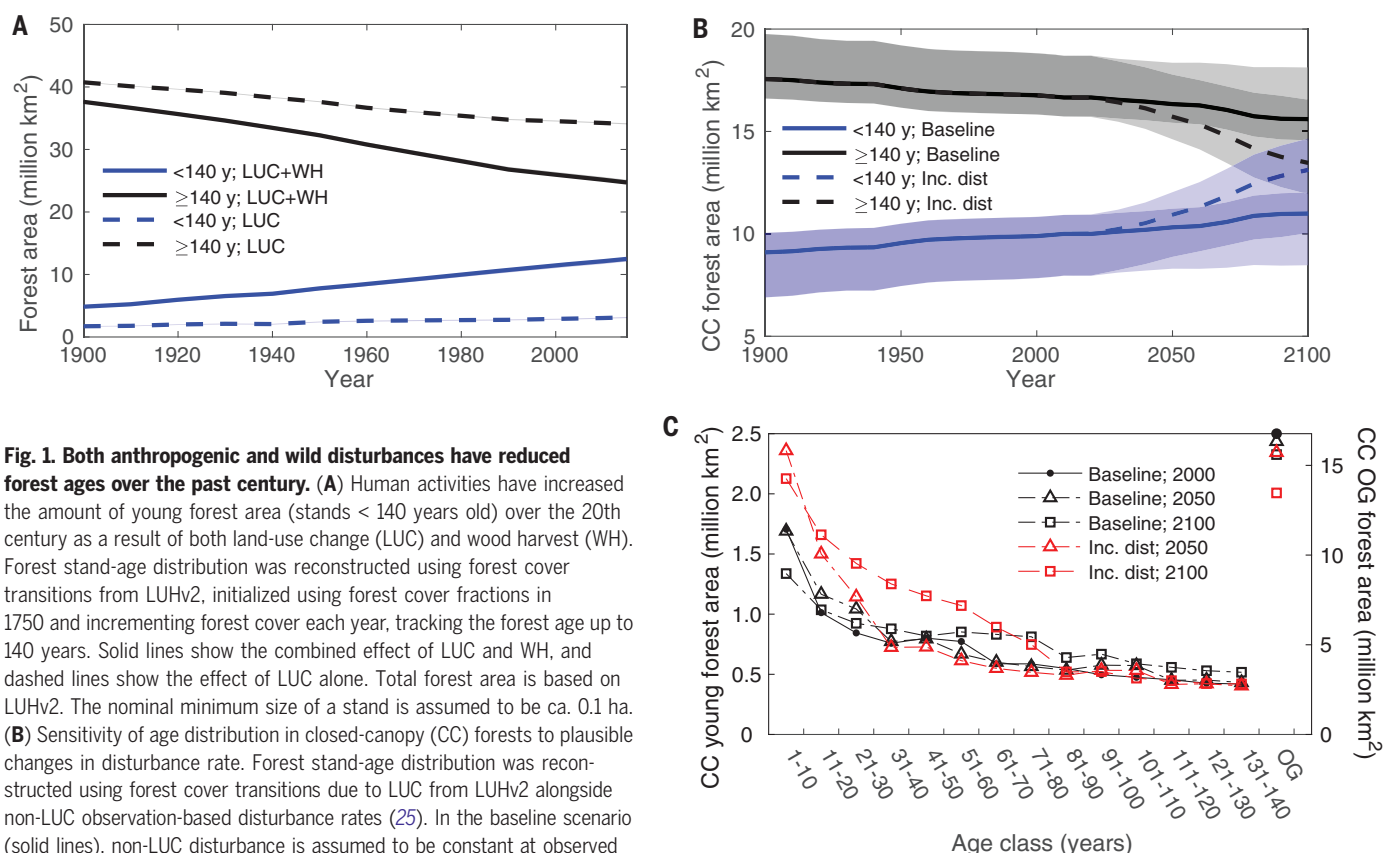 A
50
40
30
20
10
0
Forest area (million km²)
<140 y; LUC+WH
≥140 y; LUC+WH
<140 y; LUC
≥140 y; LUC
1900 1920 1940 1960 1980 2000
Year
B
20
15
10
5
CC forest area (million km²)
<140 y; Baseline
≥140 y; Baseline
<140 y; Inc. dist
≥140 y; Inc. dist
1900 1950 2000 2050 2100
Year
Fig. 1. Both anthropogenic and wild disturbances have reduced
forest ages over the past century. (A) Human activities have increased
the amount of young forest area (stands < 140 years old) over the 20th
century as a result of both land-use change (LUC) and wood harvest (WH).
Forest stand-age distribution was reconstructed using forest cover
transitions from LUHv2, initialized using forest cover fractions in
1750 and incrementing forest cover each year, tracking the forest age up to
140 years. Solid lines show the combined effect of LUC and WH, and
dashed lines show the effect of LUC alone. Total forest area is based on
LUHv2. The nominal minimum size of a stand is assumed to be ca. 0.1 ha.
(B) Sensitivity of age distribution in closed-canopy (CC) forests to plausible
changes in disturbance rate. Forest stand-age distribution was recon-
structed using forest cover transitions due to LUC from LUHv2 alongside
non-LUC observation-based disturbance rates (25). In the baseline scenario
(solid lines), non-LUC disturbance is assumed to be constant at observed
C
2.5
2.0
1.5
1.0
0.5
0
CC young forest area (million km²)
Baseline; 2000
Baseline; 2050
Baseline; 2100
Inc. dist; 2050
Inc. dist; 2100
15
10
5
0
CC OG forest area (million km²)
1-10 11-20 21-30 31-40 41-50 51-60 61-70 71-80 81-90 91-100 101-110 111-120 121-130 131-140 OG
Age class (years)